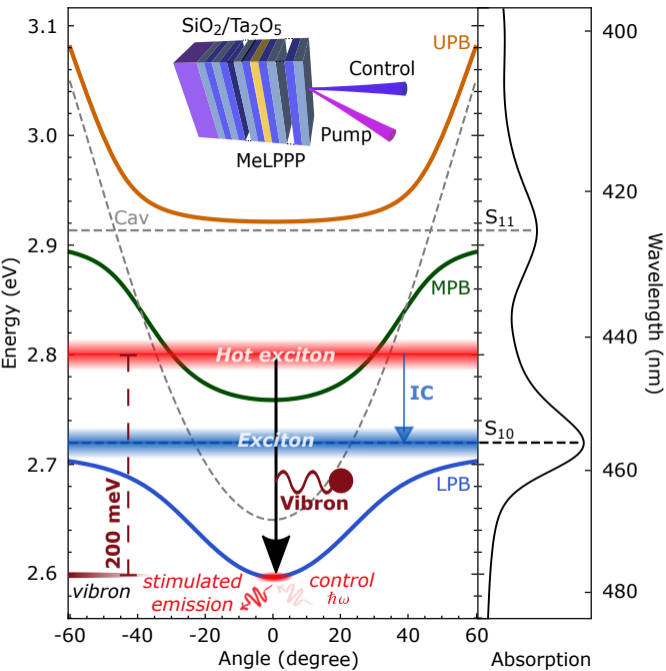 SiO₂/Ta₂O₅
Control
Pump
MeLPPP
UPB
Cav
S₁₁
MPB
Hot exciton
IC
Exciton
S₁₀
LPB
Vibron
200 meV
vibron
stimulated
emission
control
ℏω
3.1
3.0
2.9
2.8
2.7
2.6
Energy (eV)
-60
-40
-20
0
20
40
60
Angle (degree)
Absorption
400
420
440
460
480
Wavelength (nm)